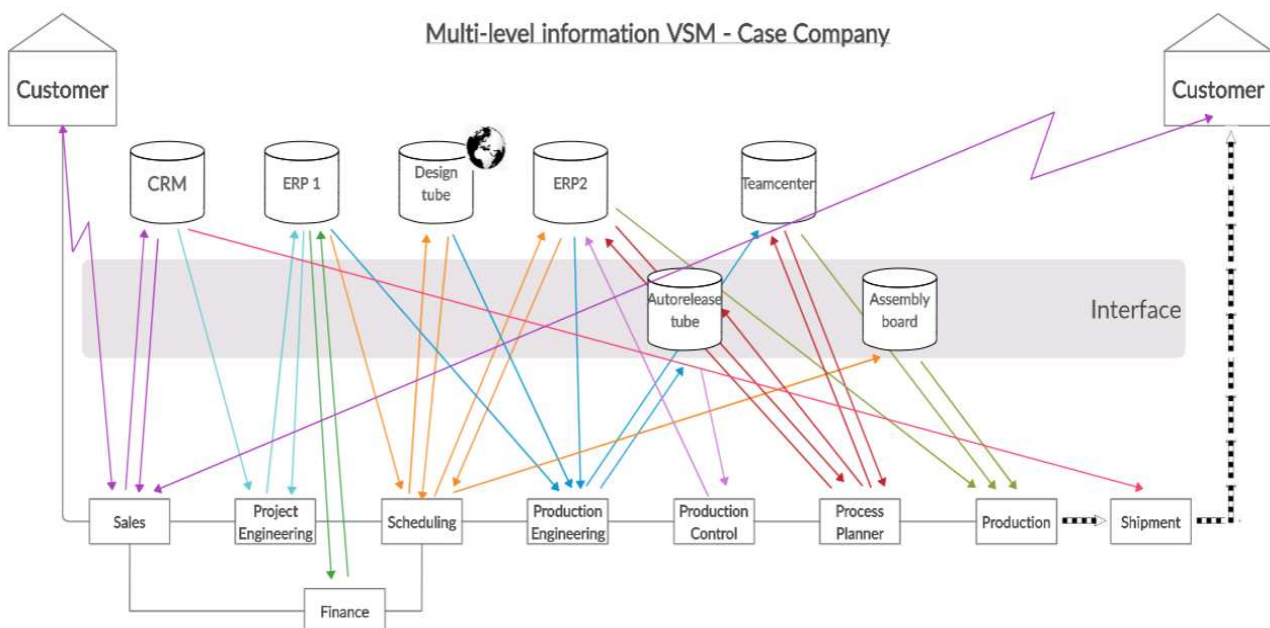 Multi-level information VSM - Case Company
Customer
Customer
CRM
ERP 1
Design
tube
ERP2
Teamcenter
Autorelease
tube
Assembly
board
Interface
Sales
Project
Engineering
Scheduling
Production
Engineering
Production
Control
Process
Planner
Production
Shipment
Finance